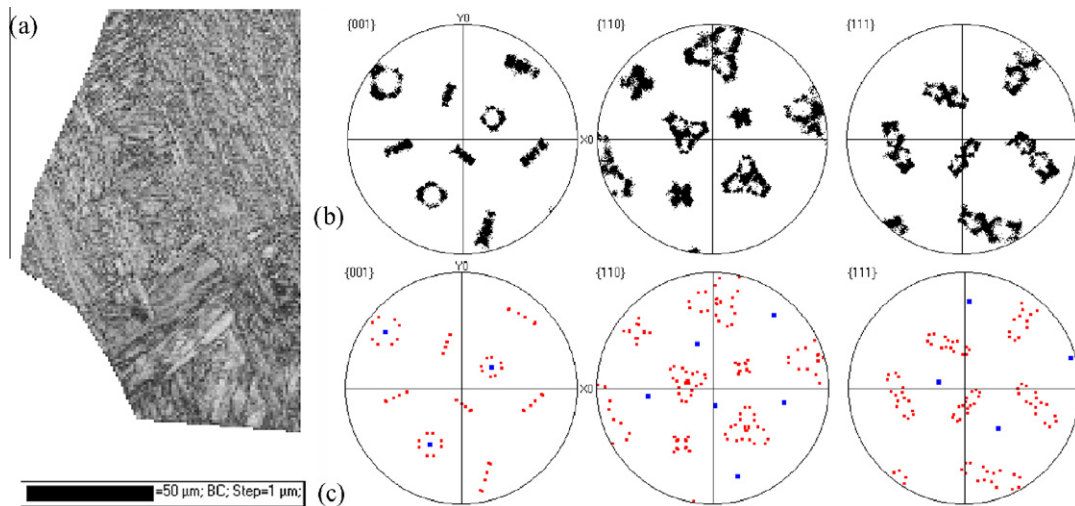 (a)
=50 µm; BC; Step=1 µm;
(b)
{001}
Y0
X0
{110}
{111}
(c)
{001}
Y0
X0
{110}
{111}